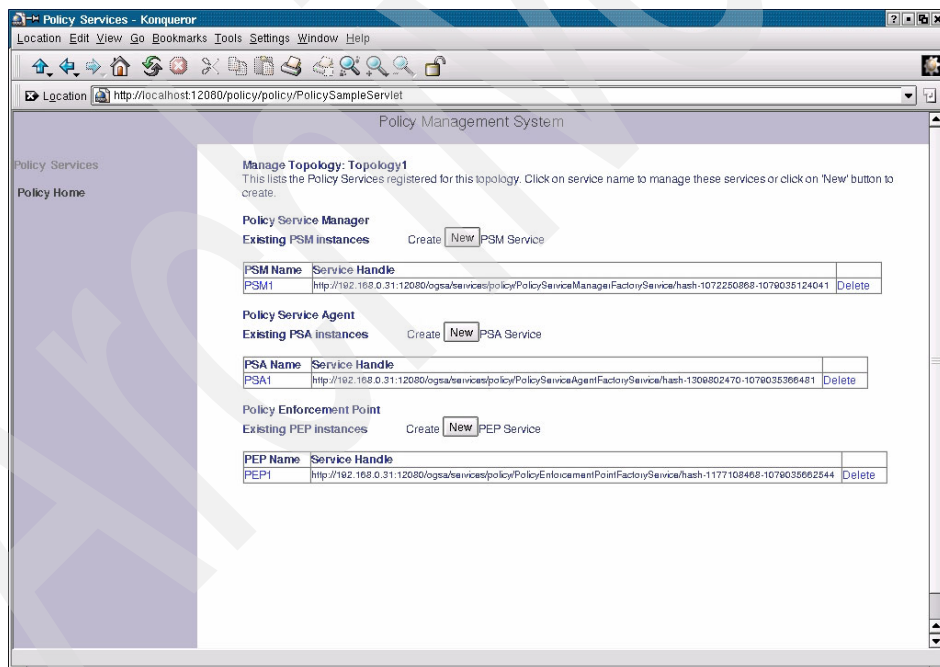 Policy Services - Konqueror
Location Edit View Go Bookmarks Tools Settings Window Help
Location http://localhost:12080/policy/policy/PolicySampleServlet
Policy Management System
Policy Services
Policy Home
Manage Topology: Topology1
This lists the Policy Services registered for this topology. Click on service name to manage these services or click on 'New' button to
create.
Policy Service Manager
Existing PSM instances Create New PSM Service
PSM Name Service Handle
PSM1 http://192.168.0.31:12080/ogsa/services/policy/PolicyServiceManagerFactoryService/hash-1072250868-1079035124041 Delete
Policy Service Agent
Existing PSA instances Create New PSA Service
PSA Name Service Handle
PSA1 http://192.168.0.31:12080/ogsa/services/policy/PolicyServiceAgentFactoryService/hash-1309802470-1079035366481 Delete
Policy Enforcement Point
Existing PEP instances Create New PEP Service
PEP Name Service Handle
PEP1 http://192.168.0.31:12080/ogsa/services/policy/PolicyEnforcementPointFactoryService/hash-1177108468-1079035662544 Delete